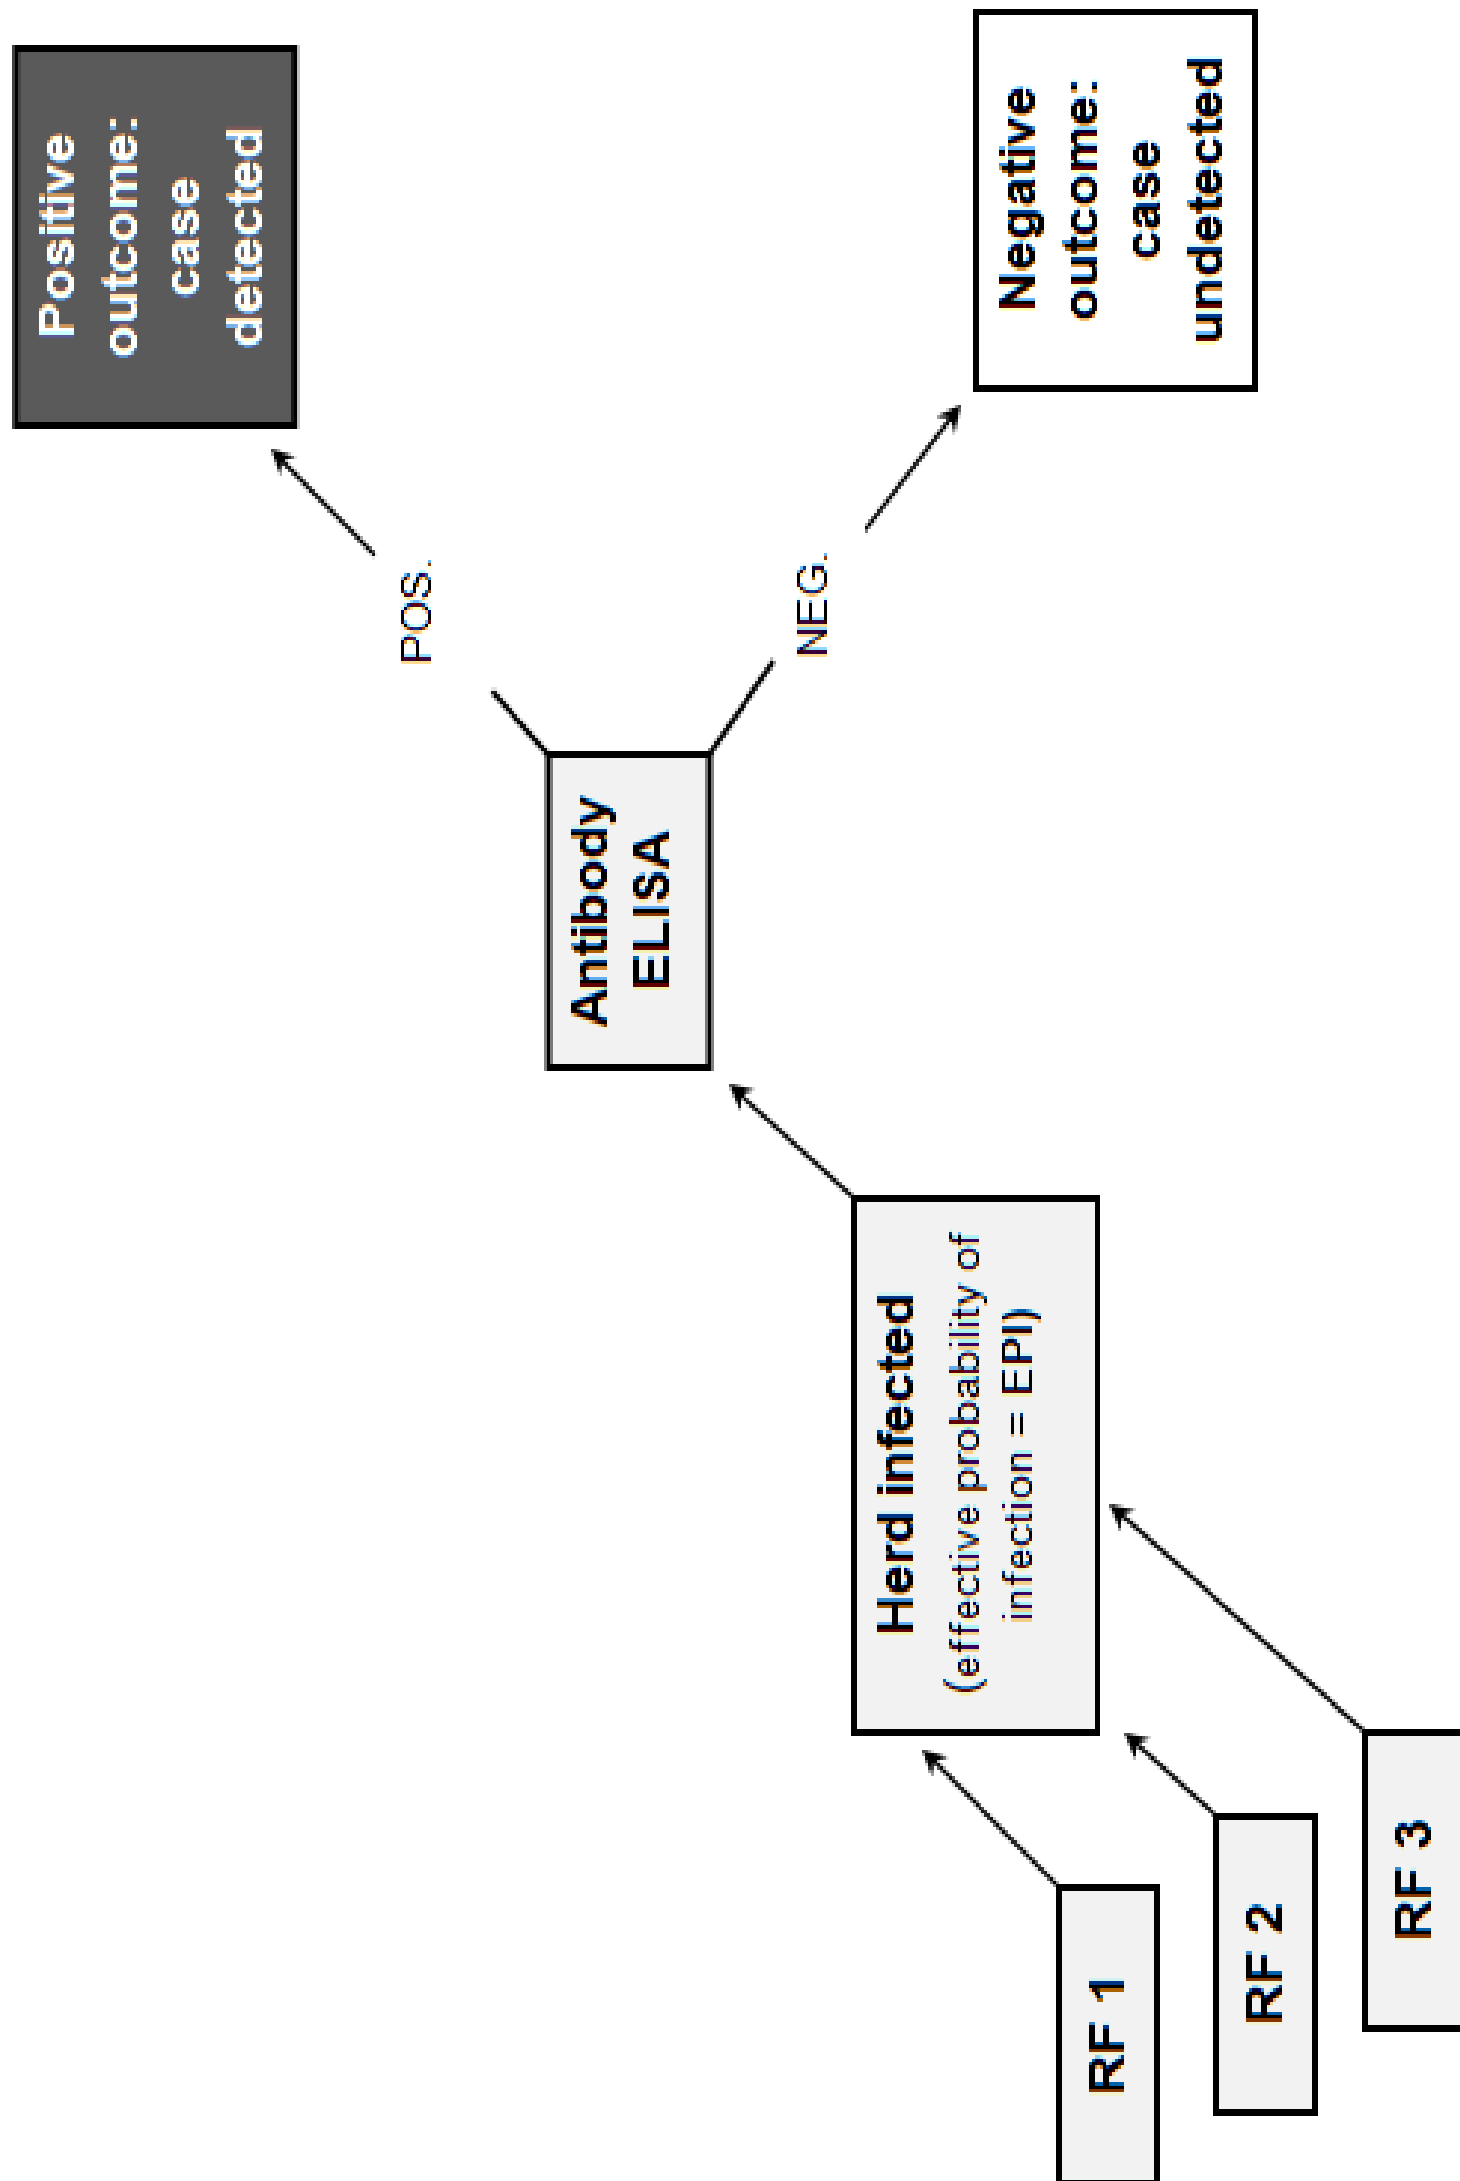 RF 1
RF 2
RF 3
Herd infected
(effective probability of
infection = EPI)
Antibody
ELISA
POS.
NEG.
Positive
outcome:
case
detected
Negative
outcome:
case
undetected